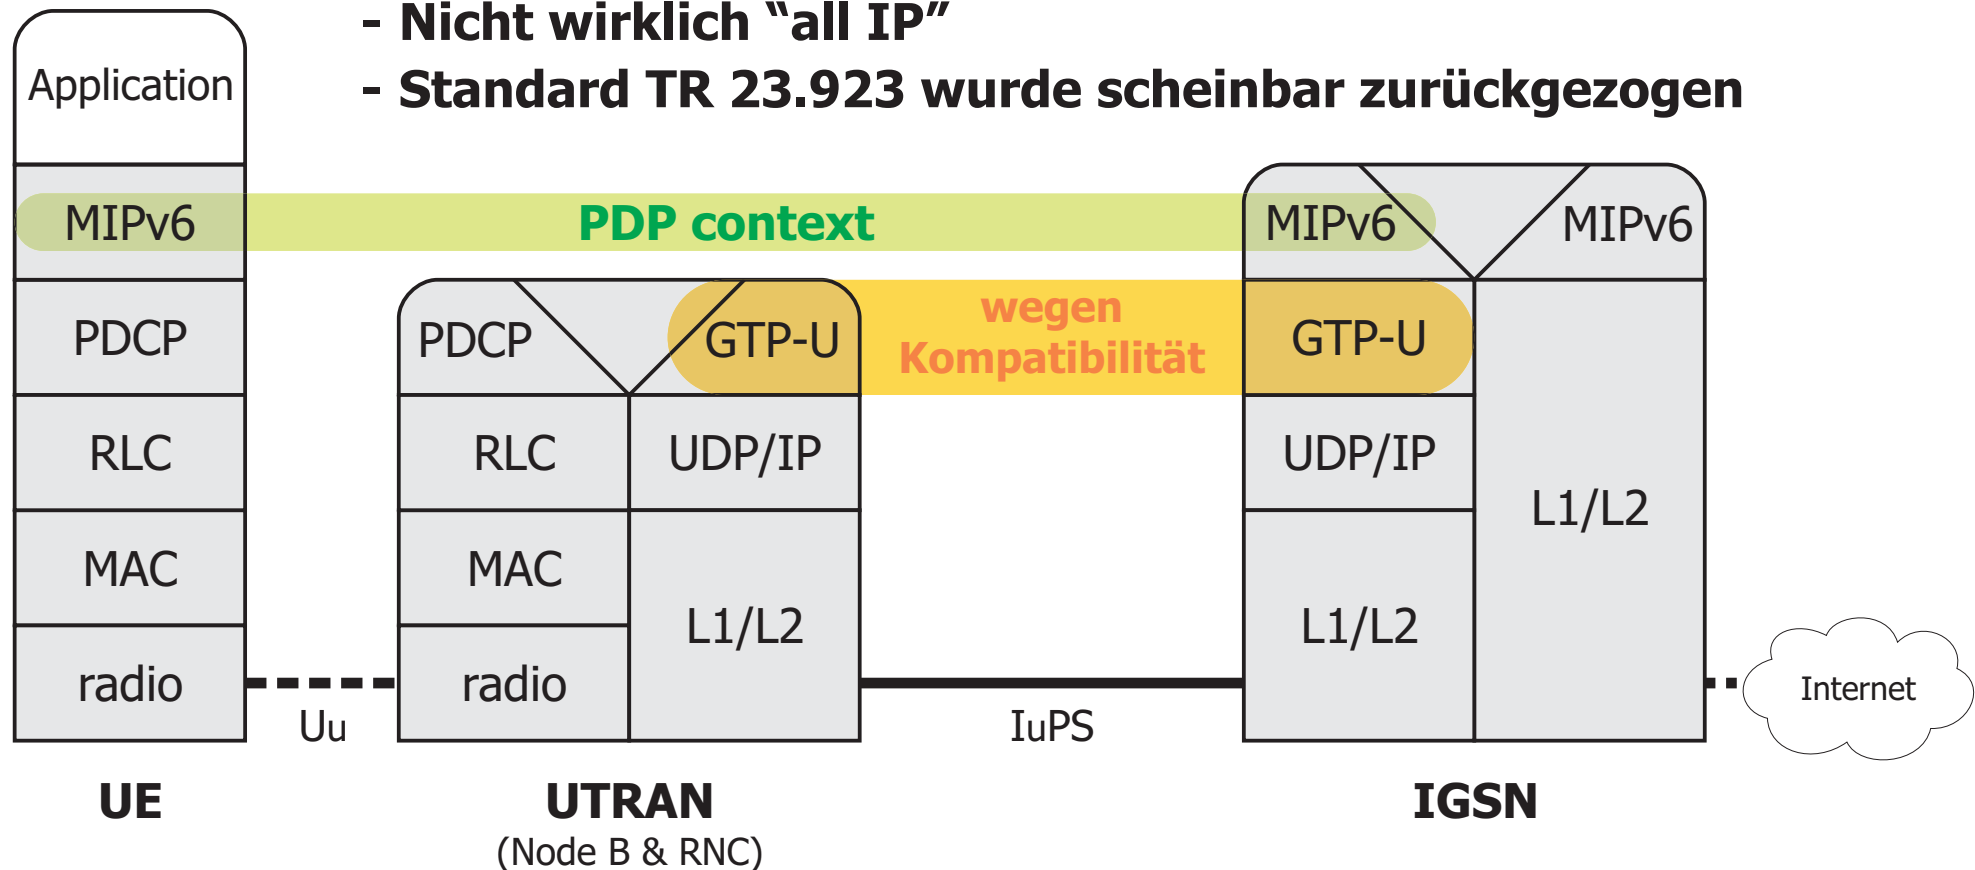 - Nicht wirklich “all IP”
- Standard TR 23.923 wurde scheinbar zurückgezogen
Application
MIPv6
PDP context
MIPv6
MIPv6
PDCP
PDCP
GTP-U
wegen
Kompatibilität
GTP-U
RLC
RLC
UDP/IP
UDP/IP
L1/L2
MAC
MAC
L1/L2
L1/L2
radio
radio
Uu
IuPS
Internet
UE
UTRAN
(Node B & RNC)
IGSN